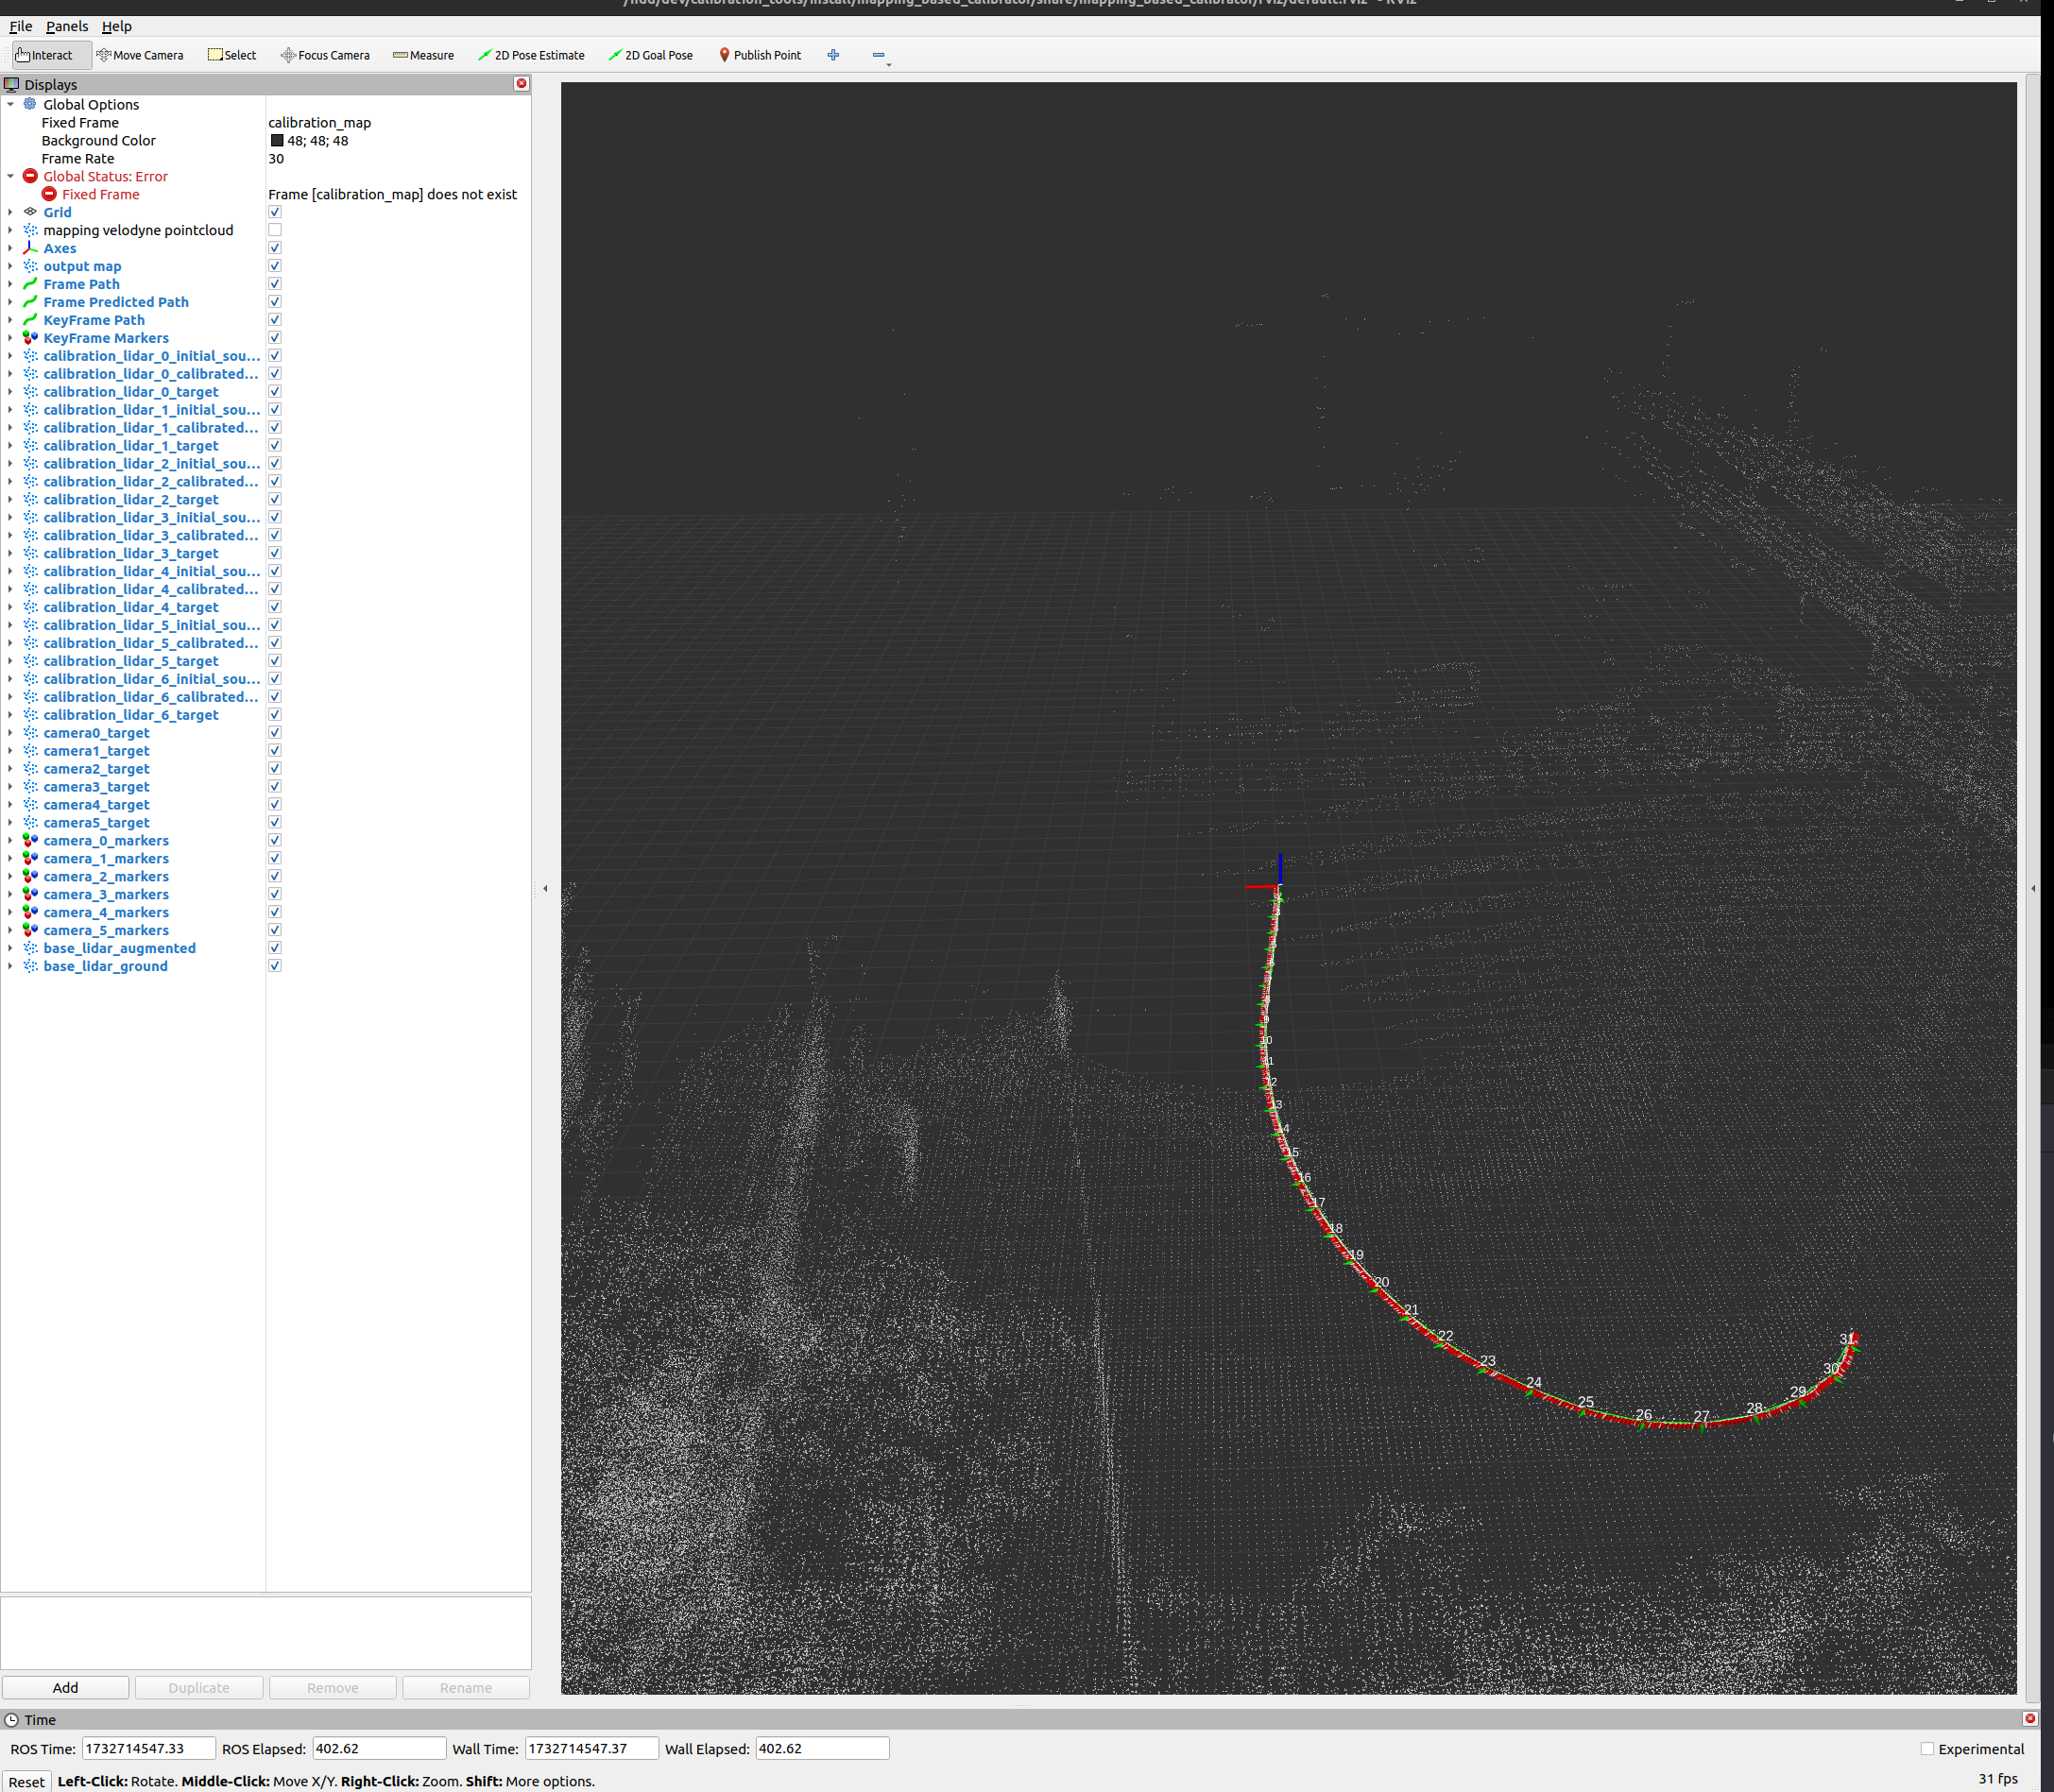 /hdd/dev/calibration_tools/install/mapping_based_calibrator/share/mapping_based_calibrator/rviz/default.rviz* - RViz
File Panels Help
Interact Move Camera Select Focus Camera Measure 2D Pose Estimate 2D Goal Pose Publish Point
Displays
Global Options
Fixed Frame calibration_map
Background Color 48; 48; 48
Frame Rate 30
Global Status: Error
Fixed Frame Frame [calibration_map] does not exist
Grid
mapping velodyne pointcloud
Axes
output map
Frame Path
Frame Predicted Path
KeyFrame Path
KeyFrame Markers
calibration_lidar_0_initial_sou...
calibration_lidar_0_calibrated...
calibration_lidar_0_target
calibration_lidar_1_initial_sou...
calibration_lidar_1_calibrated...
calibration_lidar_1_target
calibration_lidar_2_initial_sou...
calibration_lidar_2_calibrated...
calibration_lidar_2_target
calibration_lidar_3_initial_sou...
calibration_lidar_3_calibrated...
calibration_lidar_3_target
calibration_lidar_4_initial_sou...
calibration_lidar_4_calibrated...
calibration_lidar_4_target
calibration_lidar_5_initial_sou...
calibration_lidar_5_calibrated...
calibration_lidar_5_target
calibration_lidar_6_initial_sou...
calibration_lidar_6_calibrated...
calibration_lidar_6_target
camera0_target
camera1_target
camera2_target
camera3_target
camera4_target
camera5_target
camera_0_markers
camera_1_markers
camera_2_markers
camera_3_markers
camera_4_markers
camera_5_markers
base_lidar_augmented
base_lidar_ground
9
10
11
12
13
14
15
16
17
18
19
20
21
22
23
24
25
26
27
28
29
30
31
Add Duplicate Remove Rename
Time
ROS Time: 1732714547.33 ROS Elapsed: 402.62 Wall Time: 1732714547.37 Wall Elapsed: 402.62 Experimental
Reset Left-Click: Rotate. Middle-Click: Move X/Y. Right-Click: Zoom. Shift: More options. 31 fps